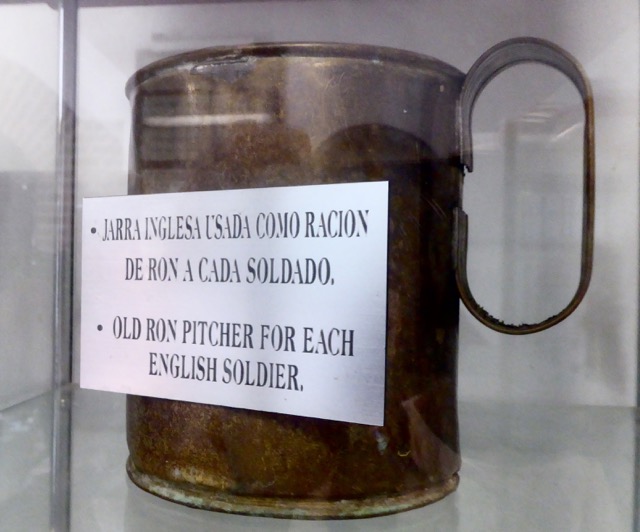 • JARRA INGLESA USADA COMO RACION
DE RON A CADA SOLDADO.
• OLD RON PITCHER FOR EACH
ENGLISH SOLDIER.